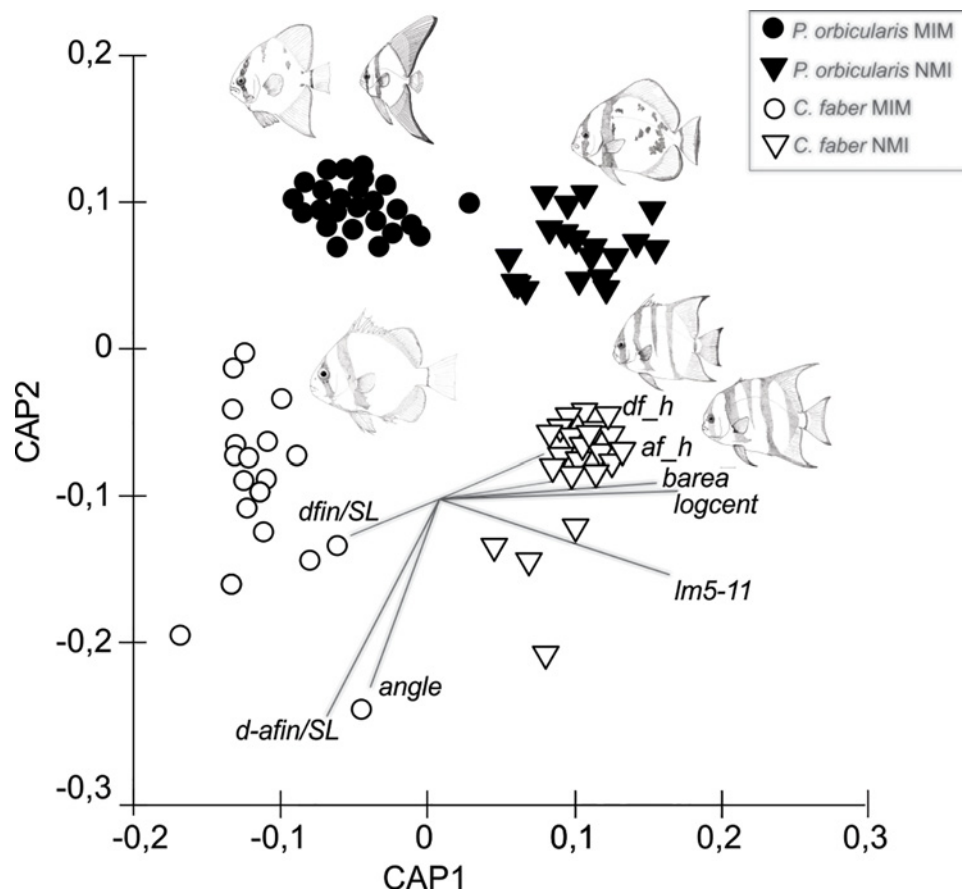 P. orbicularis MIM
P. orbicularis NMI
C. faber MIM
C. faber NMI
0,2
0,1
0
-0,1
-0,2
-0,3
CAP2
df_h
af_h
barea
logcent
dfin/SL
lm5-11
angle
d-afin/SL
-0,2
-0,1
0
0,1
0,2
0,3
CAP1